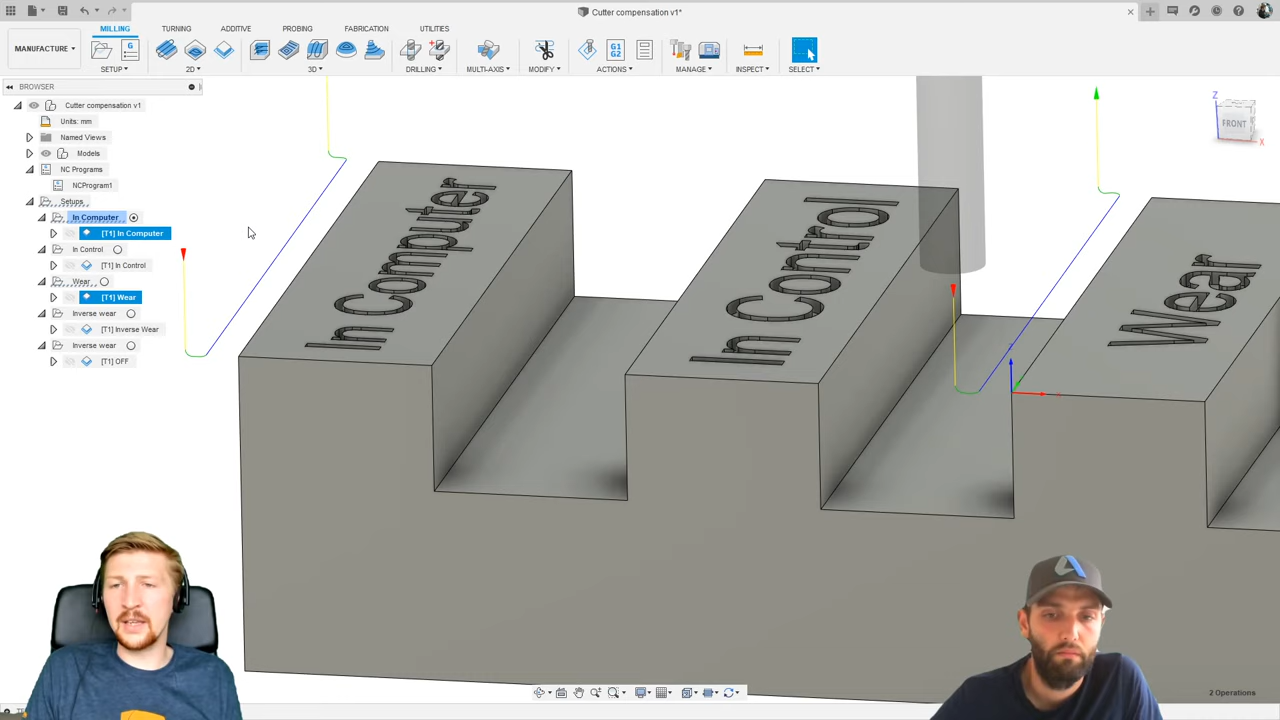 Cutter compensation v1*
MANUFACTURE
MILLING
TURNING
ADDITIVE
PROBING
FABRICATION
UTILITIES
SETUP
2D
3D
DRILLING
MULTI-AXIS
MODIFY
G1
G2
ACTIONS
MANAGE
INSPECT
SELECT
BROWSER
Cutter compensation v1
Units: mm
Named Views
Models
NC Programs
NCProgram1
Setups
In Computer
[T1] In Computer
In Control
[T1] In Control
Wear
[T1] Wear
Inverse wear
[T1] Inverse Wear
Inverse wear
[T1] OFF
In Computer
In Control
Wear
Z
FRONT
X
2 Operations